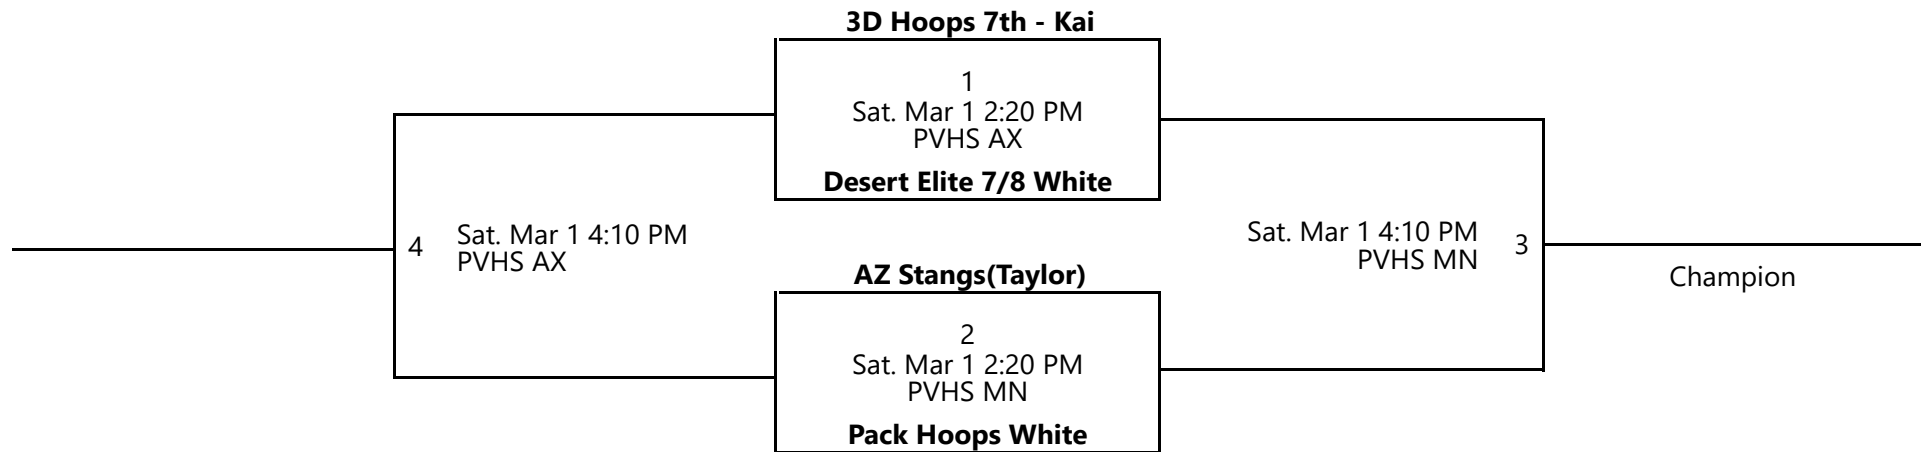 3D Hoops 7th - Kai
1
Sat. Mar 1 2:20 PM
PVHS AX
Desert Elite 7/8 White
4
Sat. Mar 1 4:10 PM
PVHS AX
Sat. Mar 1 4:10 PM
PVHS MN
3
Champion
AZ Stangs(Taylor)
2
Sat. Mar 1 2:20 PM
PVHS MN
Pack Hoops White